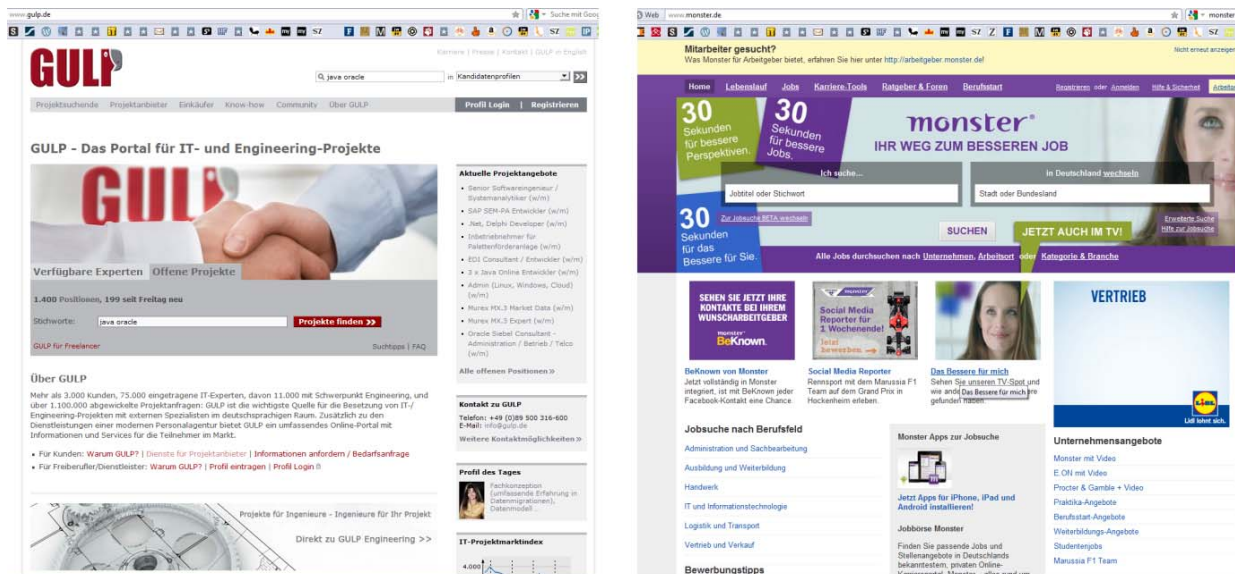 www.gulp.de
Suche mit Goog
GULP
Karriere | Presse | Kontakt | GULP in English
java oracle
in Kandidatenprofilen
Projektsuchende Projektanbieter Einkäufer Know-how Community Über GULP
Profil Login | Registrieren
GULP - Das Portal für IT- und Engineering-Projekte
GULP
Verfügbare Experten Offene Projekte
1.400 Positionen, 199 seit Freitag neu
Stichworte: java oracle Projekte finden >>
GULP für Freelancer Suchtipps | FAQ
Über GULP
Mehr als 3.000 Kunden, 75.000 eingetragene IT-Experten, davon 11.000 mit Schwerpunkt Engineering, und
über 1.100.000 abgewickelte Projektanfragen: GULP ist die wichtigste Quelle für die Besetzung von IT-/
Engineering-Projekten mit externen Spezialisten im deutschsprachigen Raum. Zusätzlich zu den
Dienstleistungen einer modernen Personalagentur bietet GULP ein umfassendes Online-Portal mit
Informationen und Services für die Teilnehmer im Markt.
• Für Kunden: Warum GULP? | Dienste für Projektanbieter | Informationen anfordern / Bedarfsanfrage
• Für Freiberufler/Dienstleister: Warum GULP? | Profil eintragen | Profil Login
Projekte für Ingenieure - Ingenieure für Ihr Projekt
Direkt zu GULP Engineering >>
Aktuelle Projektangebote
• Senior Softwareingenieur /
Systemanalytiker (w/m)
• SAP SEM-PA Entwickler (w/m)
• .Net, Delphi Developer (w/m)
• Inbetriebnehmer für
Palettenförderanlage (w/m)
• EDI Consultant / Entwickler (w/m)
• 3 x Java Online Entwickler (w/m)
• Admin (Linux, Windows, Cloud)
(w/m)
• Murex MX.3 Market Data (w/m)
• Murex MX.3 Expert (w/m)
• Oracle Siebel Consultant -
Administration / Betrieb / Telco
(w/m)
Alle offenen Positionen >>
Kontakt zu GULP
Telefon: +49 (0)89 500 316-600
E-Mail: info@gulp.de
Weitere Kontaktmöglichkeiten >>
Profil des Tages
Fachkonzeption
(umfassende Erfahrung in
Datenmigrationen),
Datenmodell ..
IT-Projektmarktindex
4.000
Web www.monster.de
monster
Mitarbeiter gesucht?
Was Monster für Arbeitgeber bietet, erfahren Sie hier unter http://arbeitgeber.monster.de!
Nicht erneut anzeigen
Home Lebenslauf Jobs Karriere-Tools Ratgeber & Foren Berufsstart
Registrieren oder Anmelden Hilfe & Sicherheit
30
Sekunden
für bessere
Perspektiven.
30
Sekunden
für bessere
Jobs.
monster®
IHR WEG ZUM BESSEREN JOB
Ich suche...
in Deutschland wechseln
Jobtitel oder Stichwort
Stadt oder Bundesland
30
Sekunden
für das
Bessere für Sie.
Zur Jobsuche BETA wechseln
SUCHEN
JETZT AUCH IM TV!
Erweiterte Suche
Hilfe zur Jobsuche
Alle Jobs durchsuchen nach Unternehmen, Arbeitsort oder Kategorie & Branche
SEHEN SIE JETZT IHRE
KONTAKTE BEI IHREM
WUNSCHARBEITGEBER
monster
BeKnown.
monster
Social Media
Reporter für
1 Wochenende!
Jetzt
bewerben
BeKnown von Monster
Jetzt vollständig in Monster
integriert, ist mit BeKnown jeder
Facebook-Kontakt eine Chance.
Social Media Reporter
Rennsport mit dem Marussia F1
Team auf dem Grand Prix in
Hockenheim erleben.
Das Bessere für mich
Sehen Sie unseren TV-Spot und
Das Bessere für mich
gefunden haben.
VERTRIEB
LIDL
Lidl lohnt sich.
Jobsuche nach Berufsfeld
Administration und Sachbearbeitung
Ausbildung und Weiterbildung
Handwerk
IT und Informationstechnologie
Logistik und Transport
Vertrieb und Verkauf
Bewerbungstipps
Monster Apps zur Jobsuche
Jetzt Apps für iPhone, iPad und
Android installieren!
Jobbörse Monster
Finden Sie passende Jobs und
Stellenangebote in Deutschlands
bekanntestem, privaten Online-
Unternehmensangebote
Monster mit Video
E.ON mit Video
Procter & Gamble + Video
Praktika-Angebote
Berufsstart-Angebote
Weiterbildungs-Angebote
Studentenjobs
Marussia F1 Team